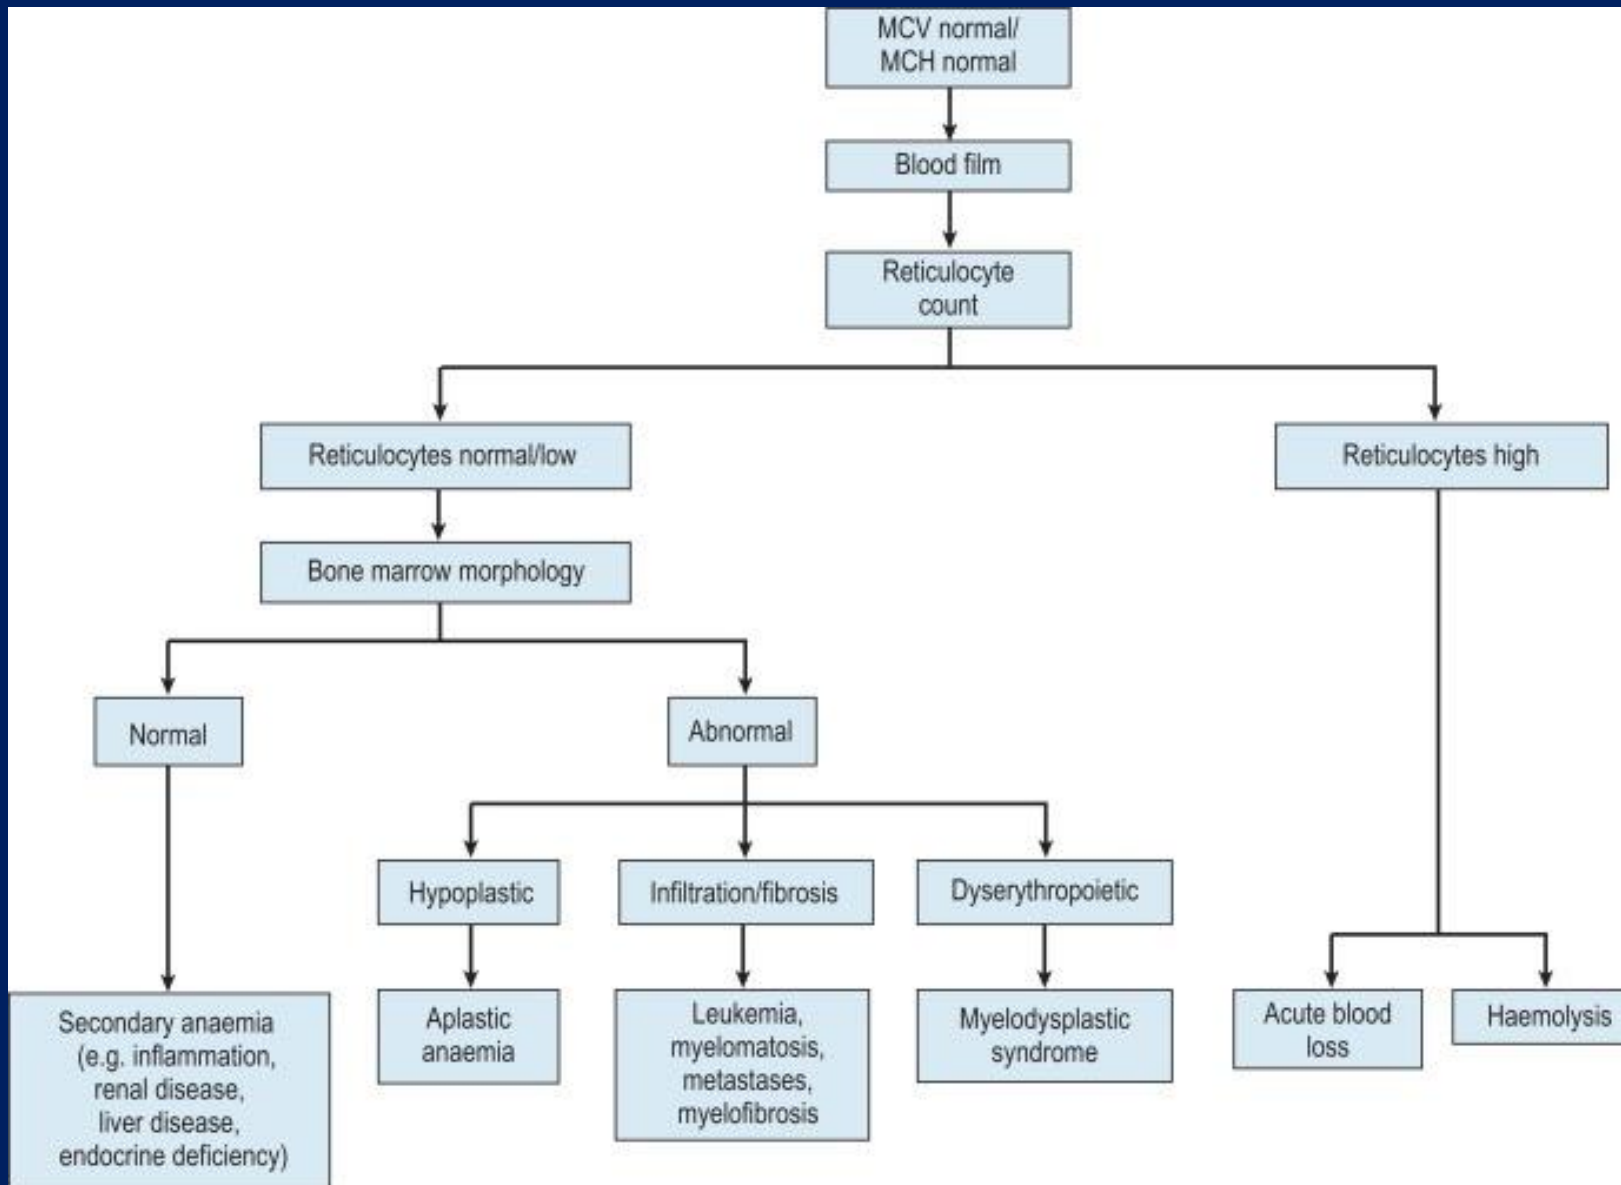 MCV normal/
MCH normal
Blood film
Reticulocyte
count
Reticulocytes normal/low
Reticulocytes high
Bone marrow morphology
Normal
Abnormal
Hypoplastic
Infiltration/fibrosis
Dyserythropoietic
Secondary anaemia
(e.g. inflammation,
renal disease,
liver disease,
endocrine deficiency)
Aplastic
anaemia
Leukemia,
myelomatosis,
metastases,
myelofibrosis
Myelodysplastic
syndrome
Acute blood
loss
Haemolysis